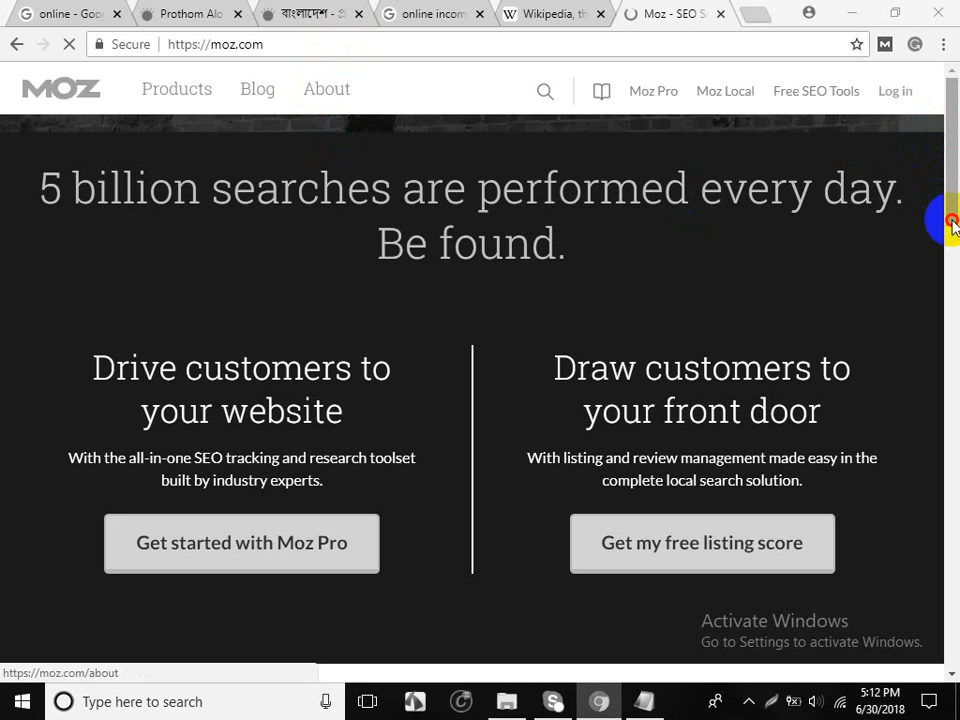 online - Goo
Prothom Alo
বাংলাদেশ - প্র
online incom
Wikipedia, th
Moz - SEO S
Secure
https://moz.com
MOZ
Products
Blog
About
Moz Pro
Moz Local
Free SEO Tools
Log in
5 billion searches are performed every day.
Be found.
Drive customers to
your website
With the all-in-one SEO tracking and research toolset
built by industry experts.
Get started with Moz Pro
Draw customers to
your front door
With listing and review management made easy in the
complete local search solution.
Get my free listing score
Activate Windows
Go to Settings to activate Windows.
https://moz.com/about
Type here to search
5:12 PM
6/30/2018